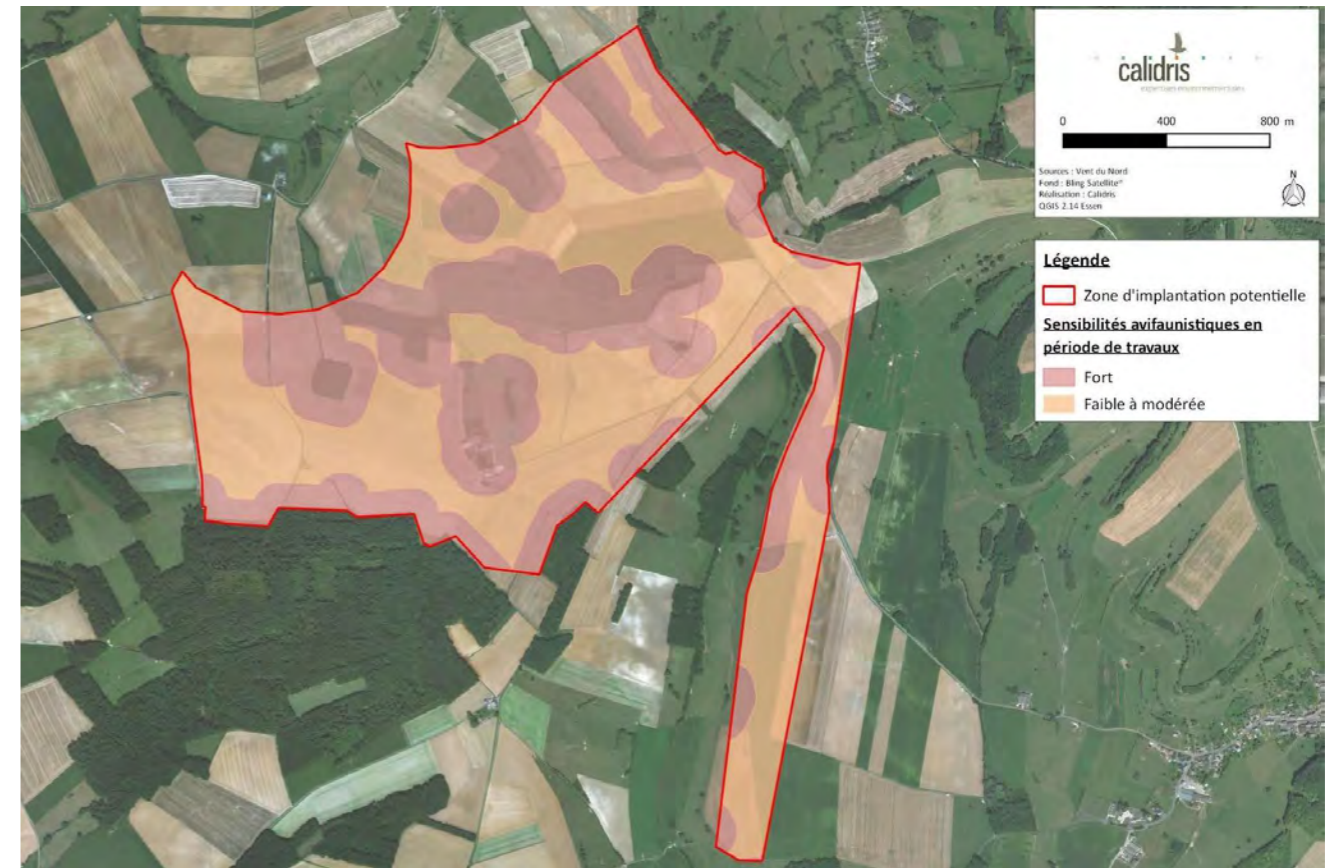 calidris
expertises environnementales
0 400 800 m
Sources : Vent du Nord
Fond : Bling Satellite"
Réalisation : Calidris
QGIS 2.14 Essen
N
Légende
Zone d'implantation potentielle
Sensibilités avifaunistiques en
période de travaux
Fort
Faible à modérée